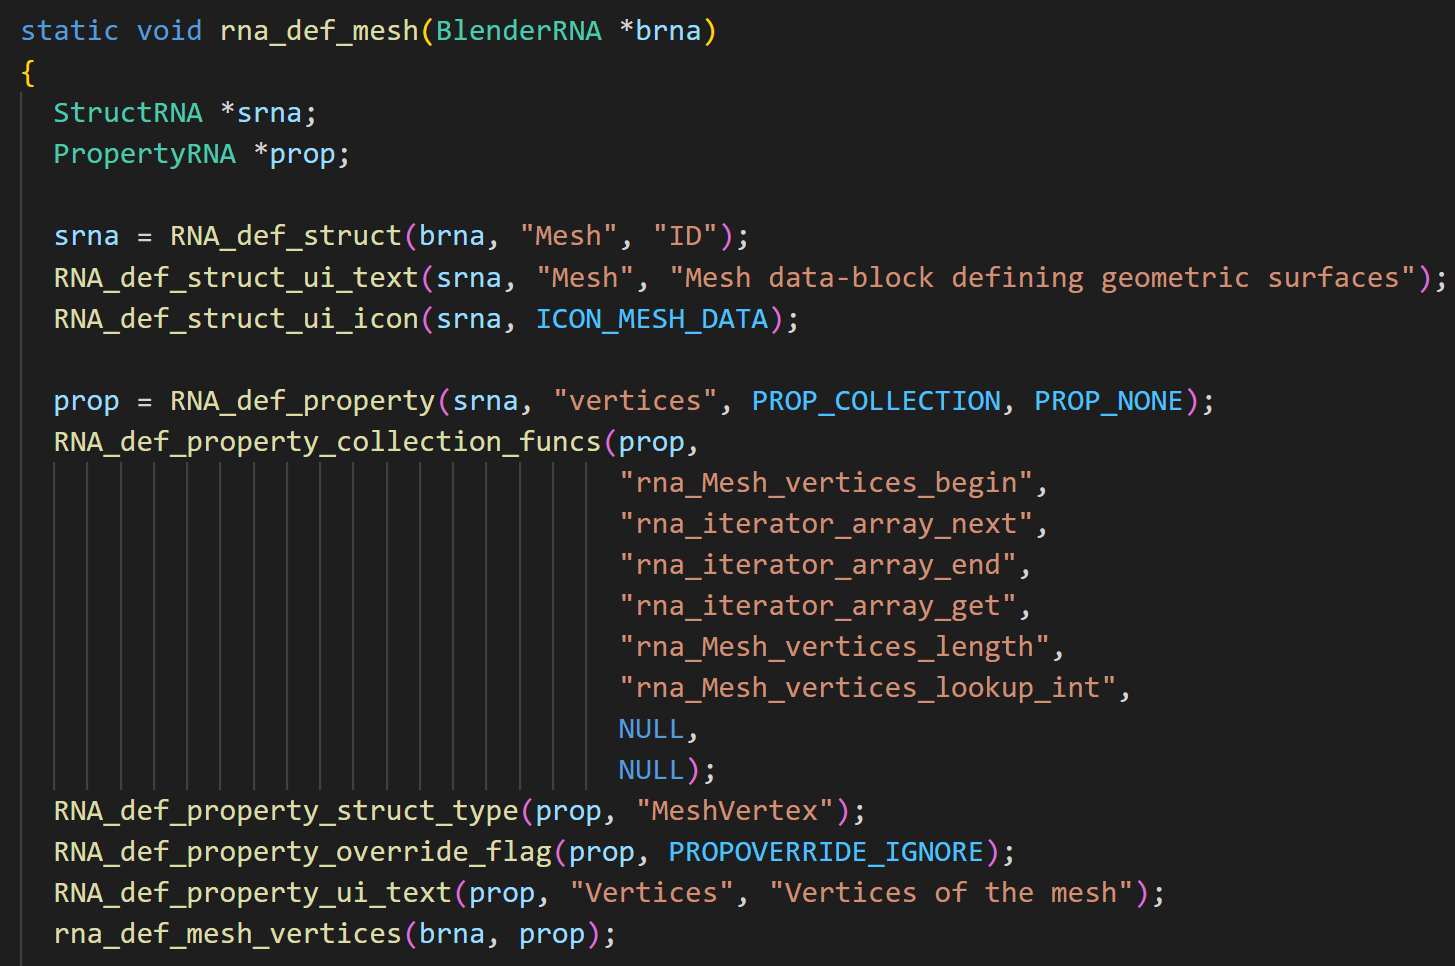 static void rna_def_mesh(BlenderRNA *brna)
{
StructRNA *srna;
PropertyRNA *prop;
srna = RNA_def_struct(brna, "Mesh", "ID");
RNA_def_struct_ui_text(srna, "Mesh", "Mesh data-block defining geometric surfaces");
RNA_def_struct_ui_icon(srna, ICON_MESH_DATA);
prop = RNA_def_property(srna, "vertices", PROP_COLLECTION, PROP_NONE);
RNA_def_property_collection_funcs(prop,
"rna_Mesh_vertices_begin",
"rna_iterator_array_next",
"rna_iterator_array_end",
"rna_iterator_array_get",
"rna_Mesh_vertices_length",
"rna_Mesh_vertices_lookup_int",
NULL,
NULL);
RNA_def_property_struct_type(prop, "MeshVertex");
RNA_def_property_override_flag(prop, PROPOVERRIDE_IGNORE);
RNA_def_property_ui_text(prop, "Vertices", "Vertices of the mesh");
rna_def_mesh_vertices(brna, prop);